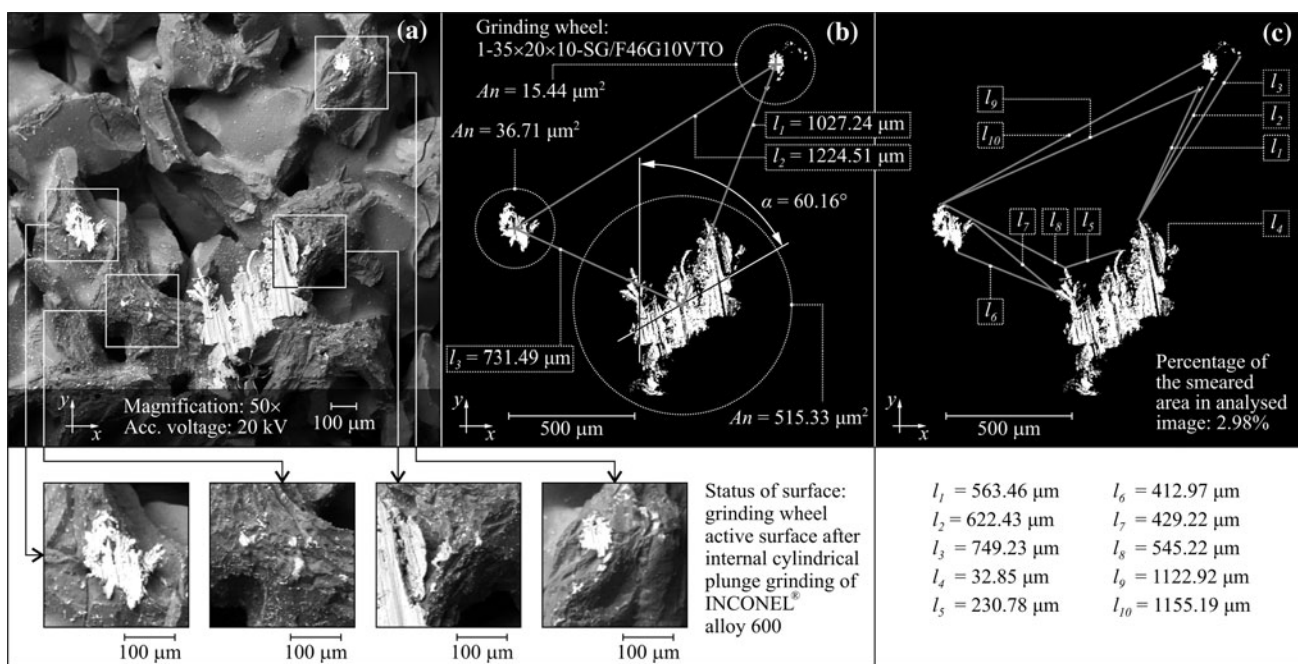 (a)
Magnification: 50×
Acc. voltage: 20 kV
100 μm
y
x
(b)
Grinding wheel:
1-35×20×10-SG/F46G10VTO
An = 15.44 μm²
An = 36.71 μm²
l₁ = 1027.24 μm
l₂ = 1224.51 μm
α = 60.16°
l₃ = 731.49 μm
An = 515.33 μm²
y
x
500 μm
(c)
l₉
l₁₀
l₃
l₂
l₁
l₇
l₈
l₅
l₄
l₆
Percentage of
the smeared
area in analysed
image: 2.98%
y
x
500 μm
100 μm
100 μm
100 μm
100 μm
Status of surface:
grinding wheel
active surface after
internal cylindrical
plunge grinding of
INCONEL®
alloy 600
l₁ = 563.46 μm
l₂ = 622.43 μm
l₃ = 749.23 μm
l₄ = 32.85 μm
l₅ = 230.78 μm
l₆ = 412.97 μm
l₇ = 429.22 μm
l₈ = 545.22 μm
l₉ = 1122.92 μm
l₁₀ = 1155.19 μm